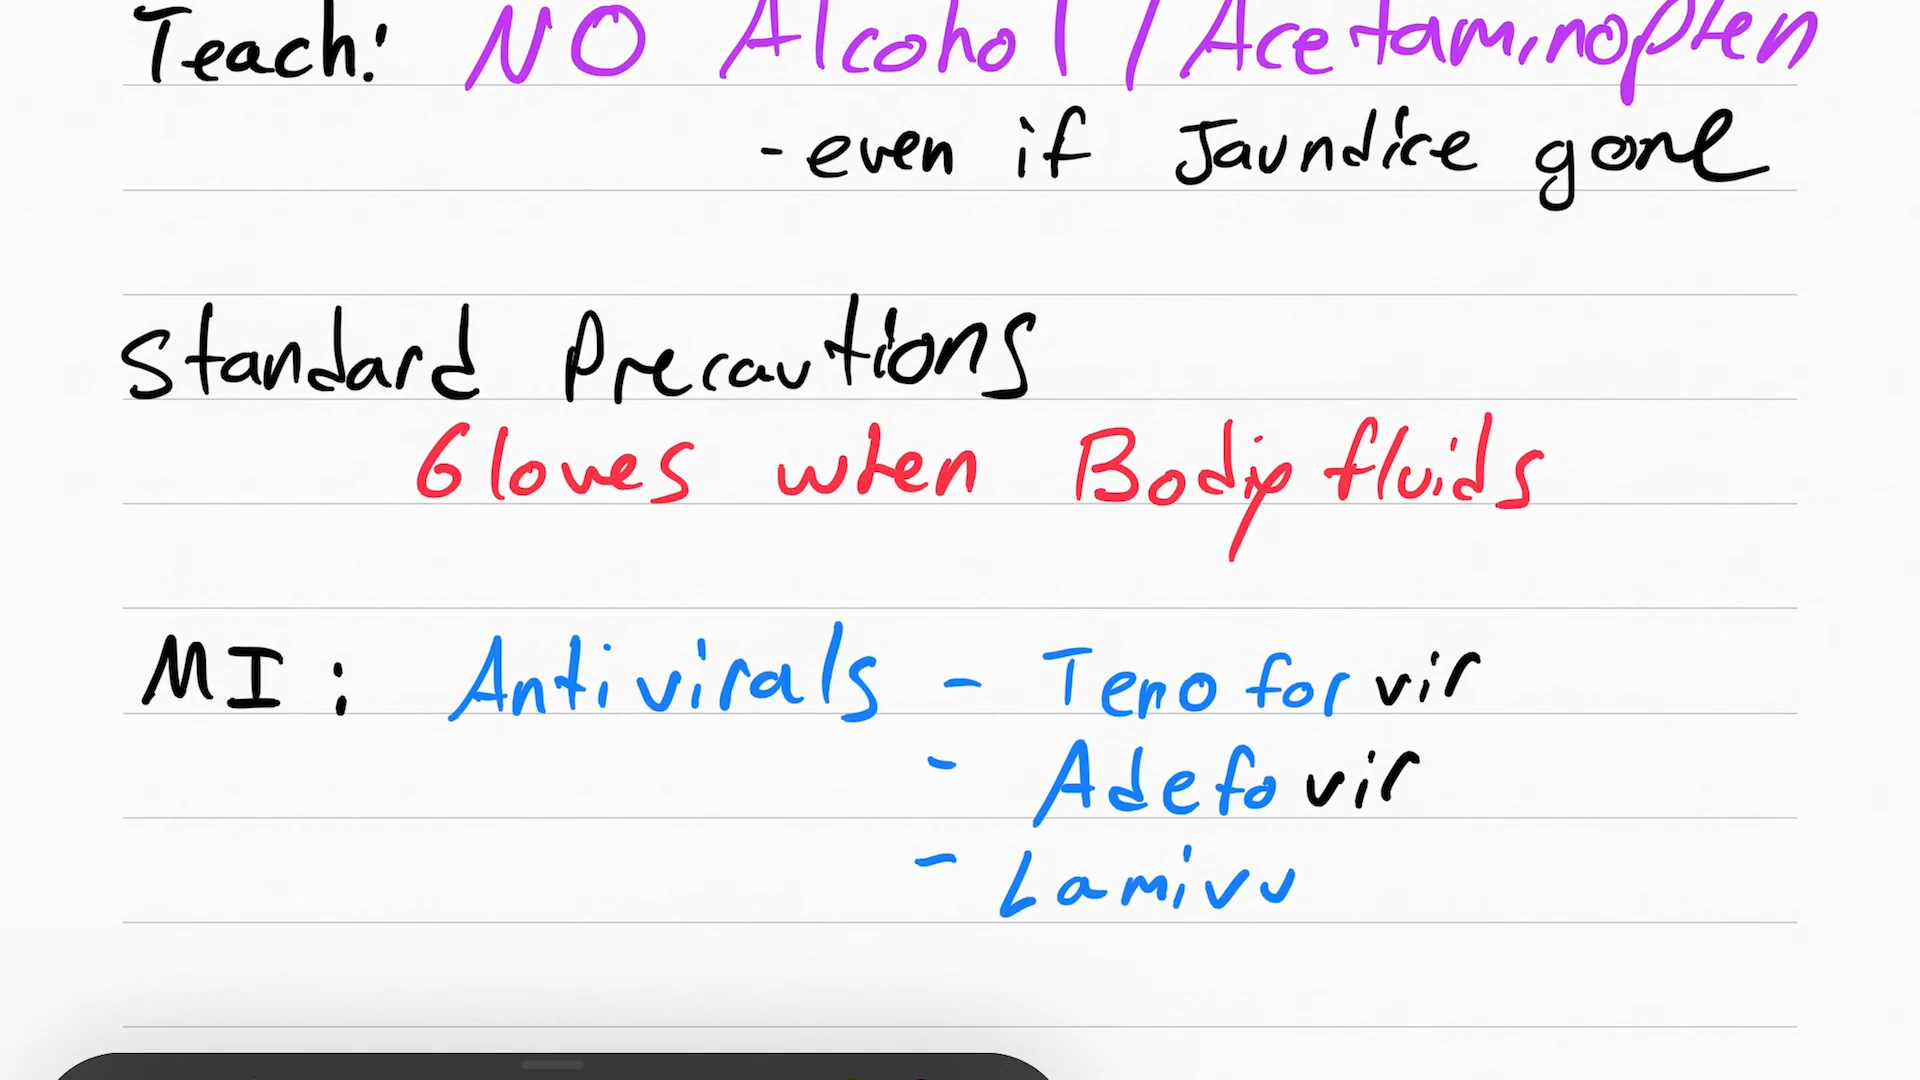 Teach: NO Alcohol / Acetaminophen
- even if Jaundice gone
Standard Precautions
Gloves when Body fluids
MI: Antivirals - Tenoforvir
- Adefovir
- Lamivu